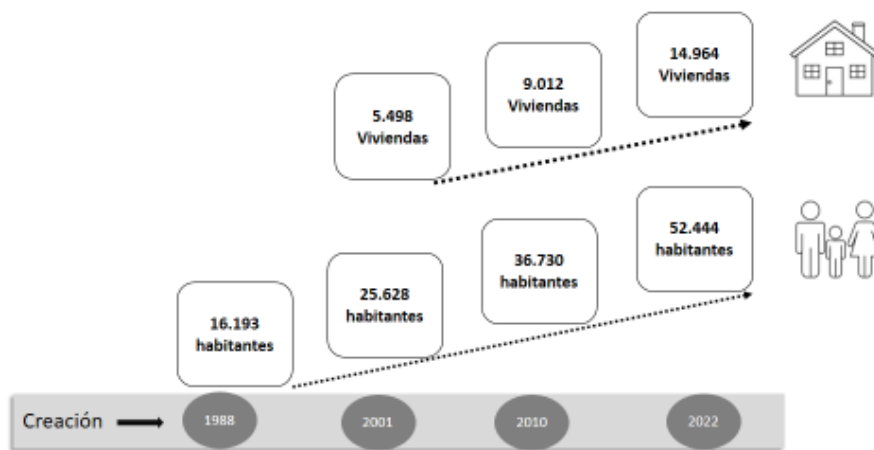 14.964
Viviendas
9.012
Viviendas
5.498
Viviendas
52.444
habitantes
36.730
habitantes
25.628
habitantes
16.193
habitantes
Creación
1988
2001
2010
2022